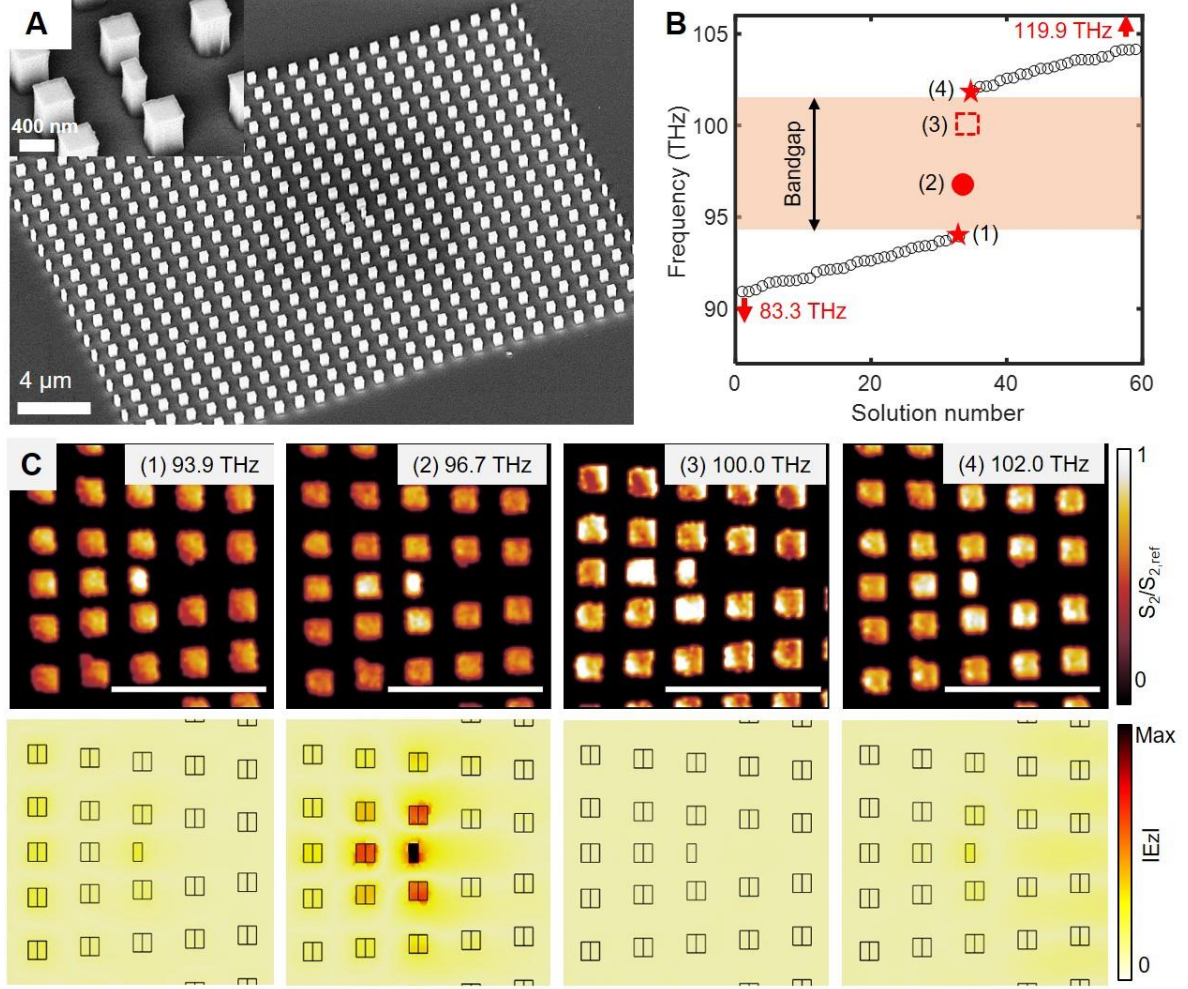 A
400 nm
4 µm
B
Frequency (THz)
105
100
95
90
119.9 THz
(4)
(3)
(2)
(1)
Bandgap
83.3 THz
0
20
40
60
Solution number
C
(1) 93.9 THz
(2) 96.7 THz
(3) 100.0 THz
(4) 102.0 THz
1
S2/S2,ref
0
Max
|Ez|
0